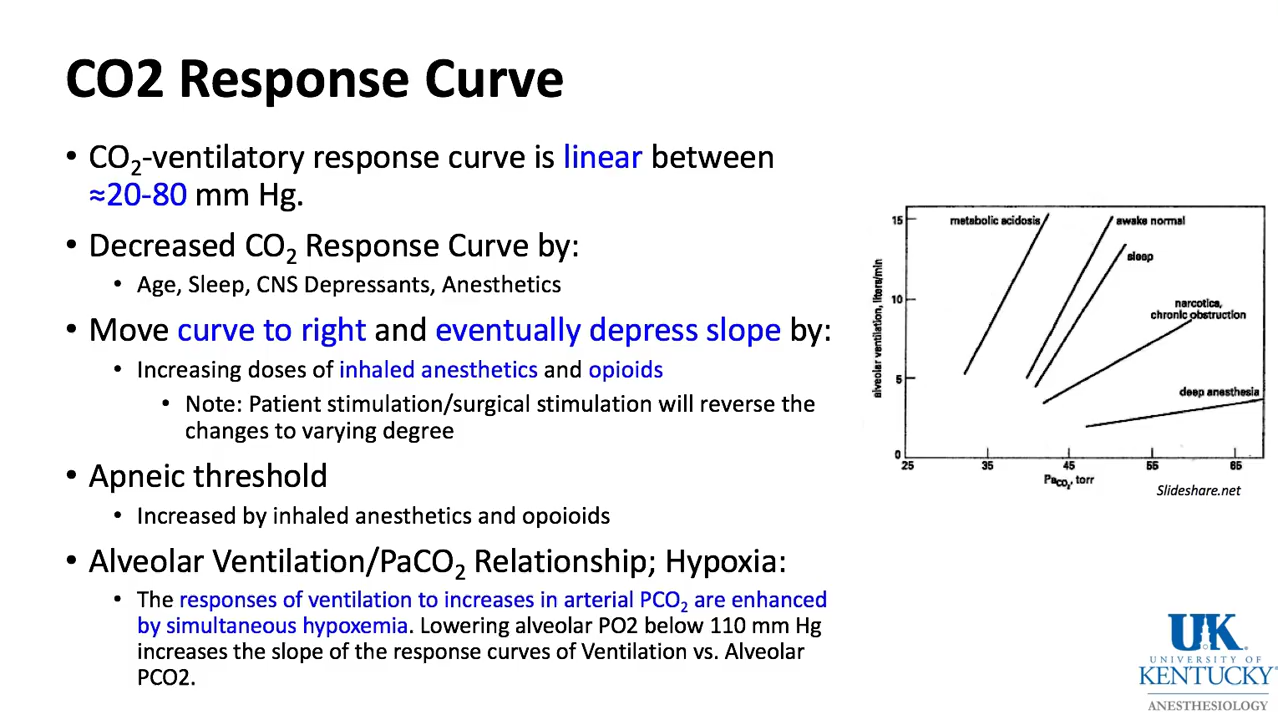 CO2 Response Curve
• CO₂-ventilatory response curve is linear between
≈20-80 mm Hg.
• Decreased CO₂ Response Curve by:
• Age, Sleep, CNS Depressants, Anesthetics
• Move curve to right and eventually depress slope by:
• Increasing doses of inhaled anesthetics and opioids
• Note: Patient stimulation/surgical stimulation will reverse the
changes to varying degree
• Apneic threshold
• Increased by inhaled anesthetics and opoioids
• Alveolar Ventilation/PaCO₂ Relationship; Hypoxia:
• The responses of ventilation to increases in arterial PCO₂ are enhanced
by simultaneous hypoxemia. Lowering alveolar PO2 below 110 mm Hg
increases the slope of the response curves of Ventilation vs. Alveolar
PCO2.
alveolar ventilation, liters/min
15
10
5
0
metabolic acidosis
awake normal
sleep
narcotics,
chronic obstruction
deep anesthesia
25 35 45 55 65
PaCO₂, torr
Slideshare.net
UK
UNIVERSITY OF
KENTUCKY
ANESTHESIOLOGY